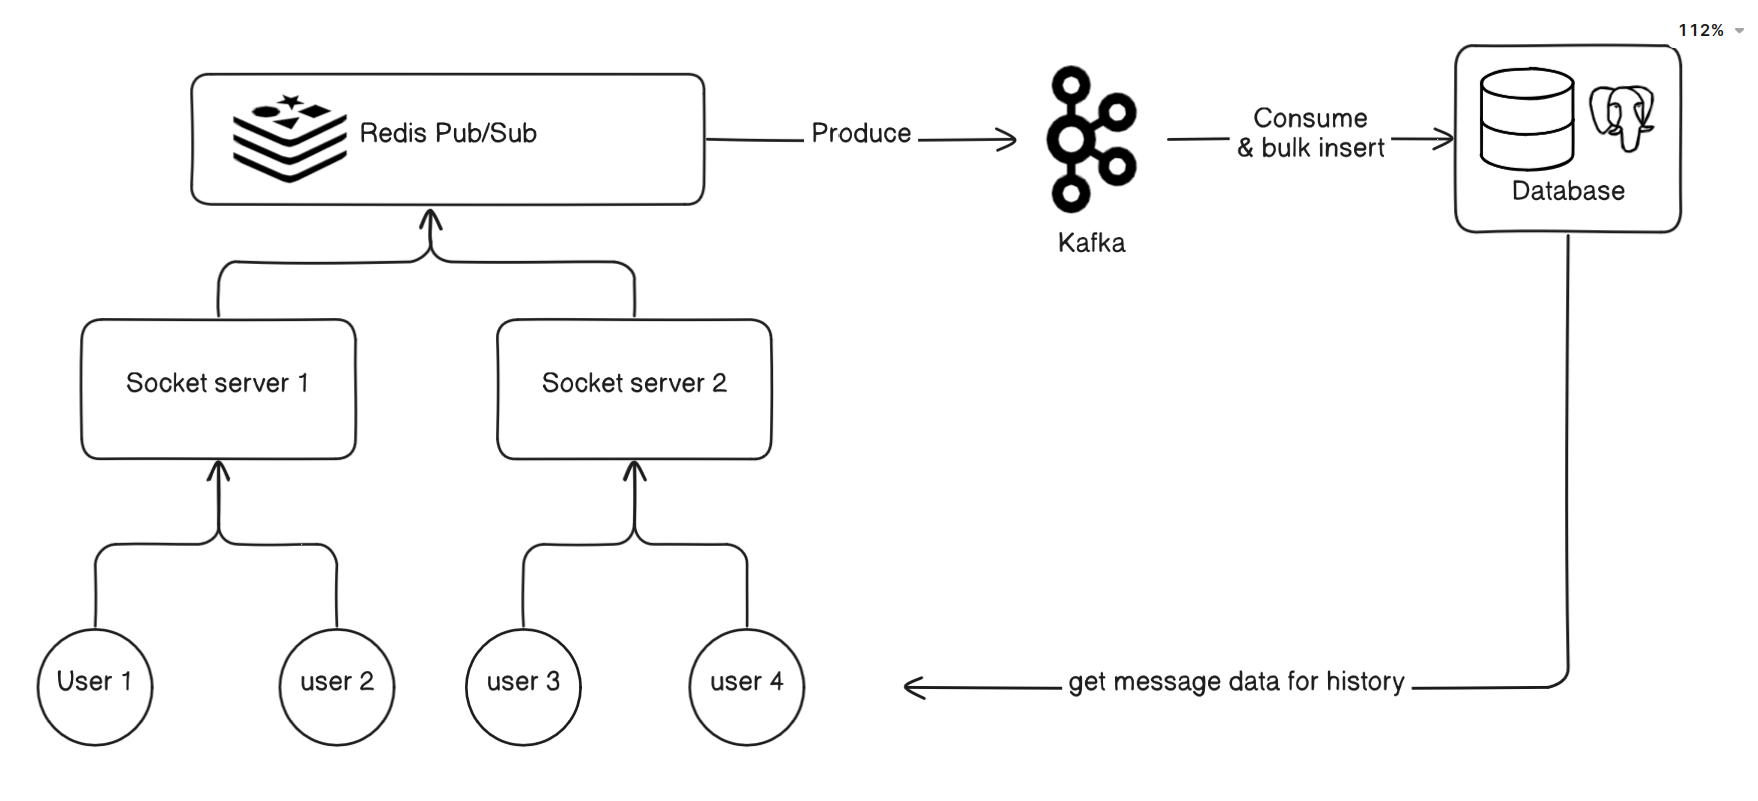 112%
Redis Pub/Sub
Produce
Kafka
Consume
& bulk insert
Database
Socket server 1
Socket server 2
User 1
user 2
user 3
user 4
get message data for history